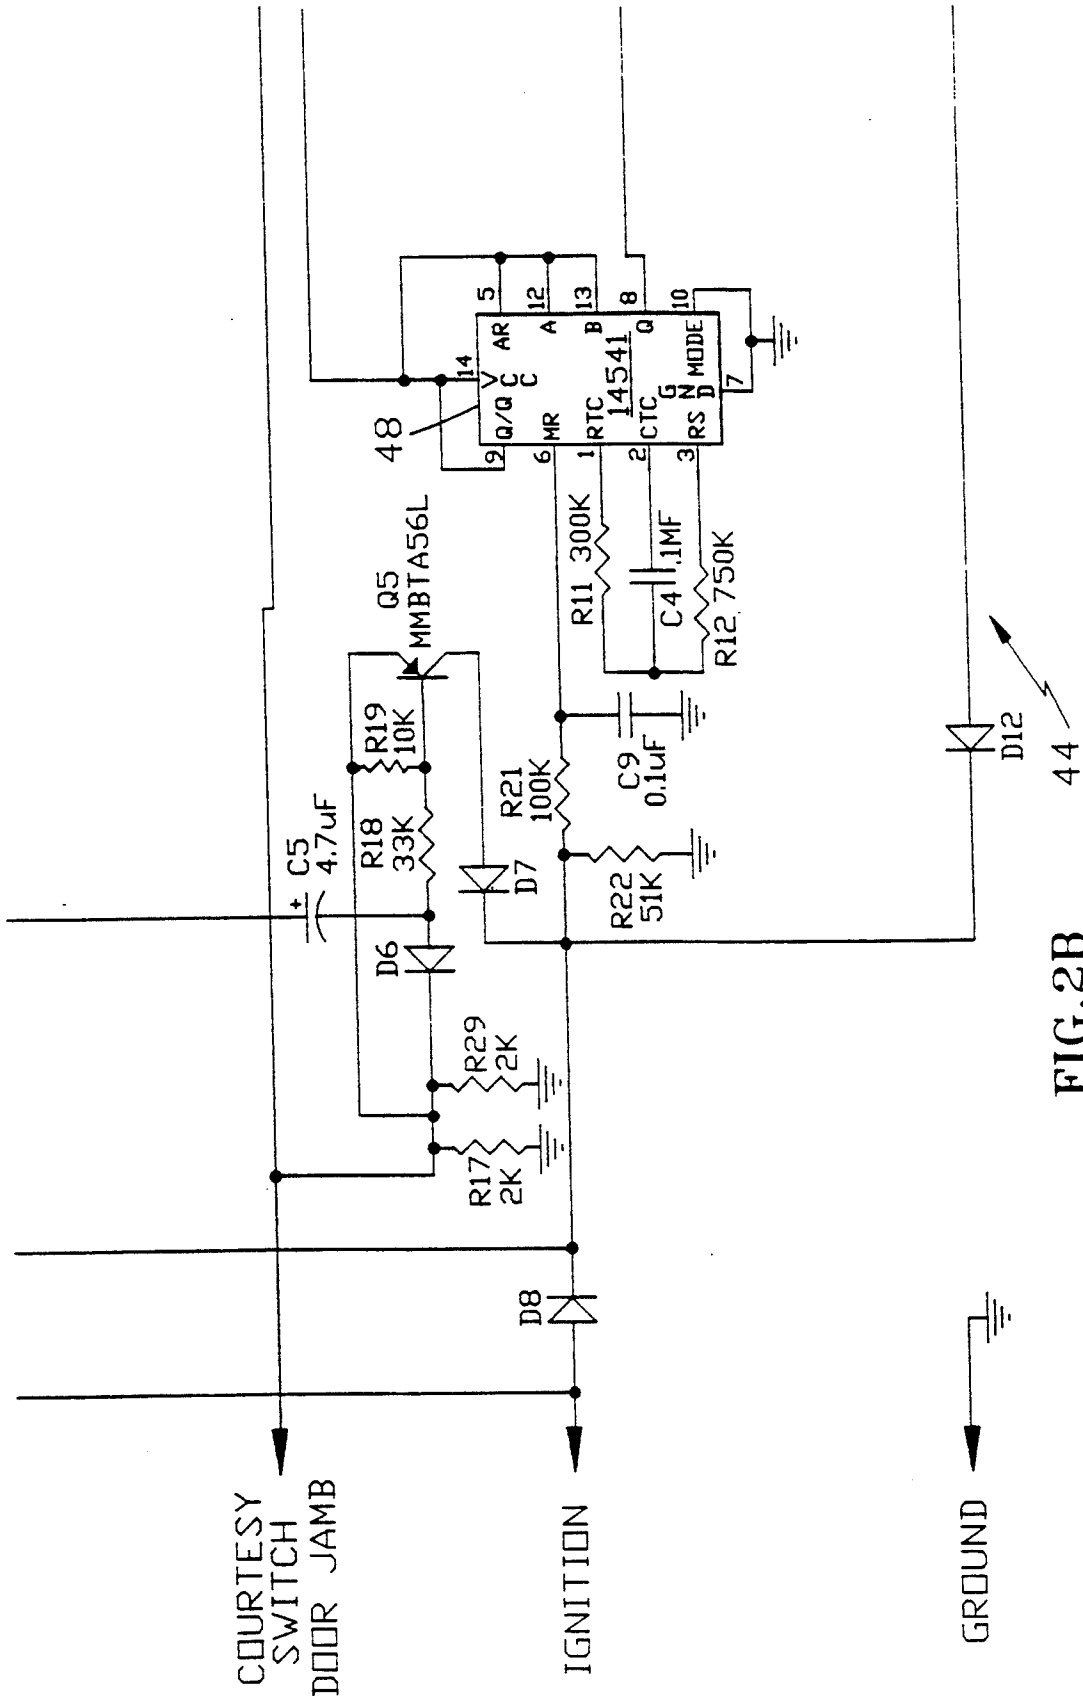 COURTESY
SWITCH
DOOR JAMB
IGNITION
GROUND
D8
R17
2K
R29
2K
D6
C5
4.7uF
+
R18
33K
R19
10K
Q5
MMBTA56L
D7
R22
51K
R21
100K
C9
0.1uF
D12
44
R11 300K
C4 .1MF
R12 750K
48
14541
9 Q/Q
6 MR
1 RTC
2 CTC
3 RS
14 VCC
AR 5
A 12
B 13
Q 8
MODE 10
GND 7
FIG.2B